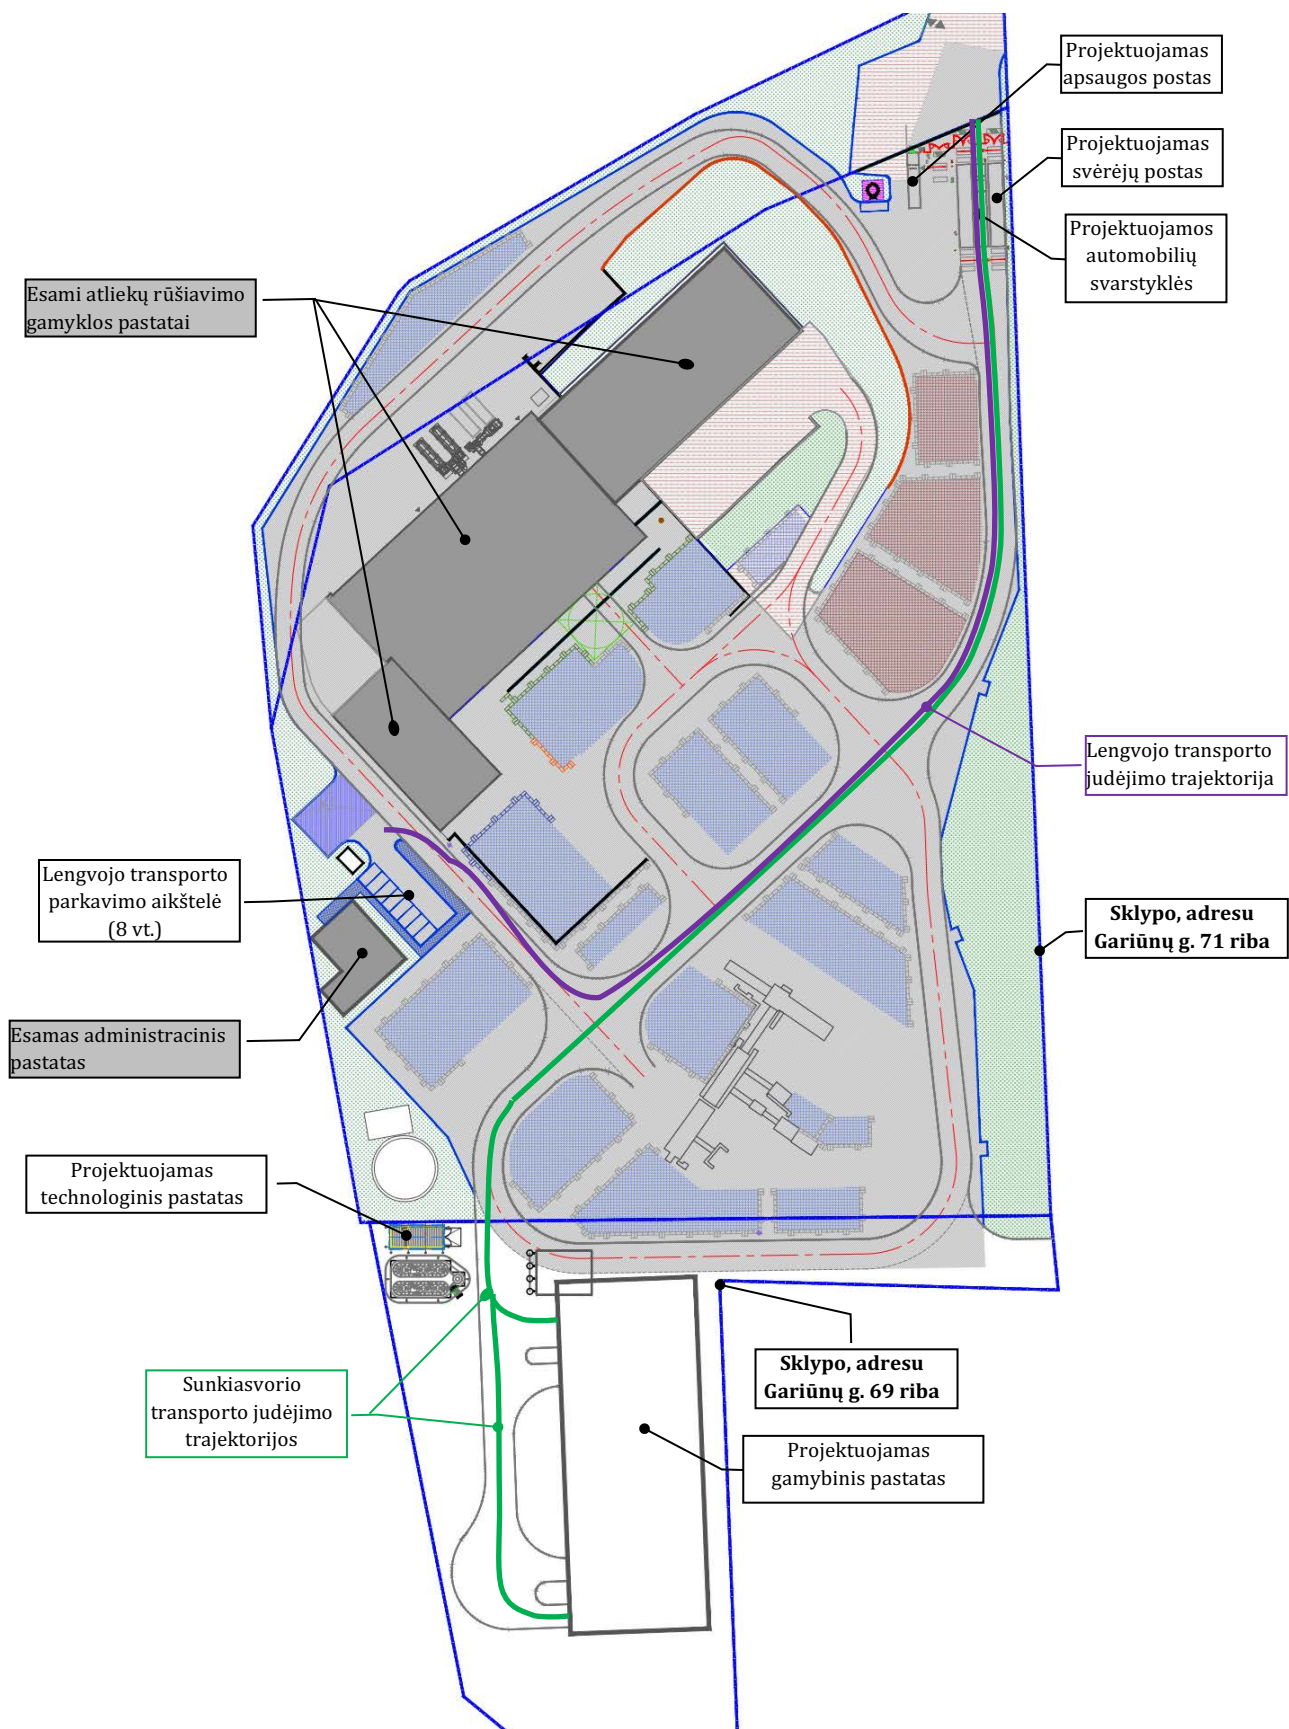 Projektuojamas
apsaugos postas
Projektuojamas
svėrėjų postas
Projektuojamos
automobilių
svarstyklės
Esami atliekų rūšiavimo
gamyklos pastatai
Lengvojo transporto
judėjimo trajektorija
Lengvojo transporto
parkavimo aikštelė
(8 vt.)
Sklypo, adresu
Gariūnų g. 71 riba
Esamas administracinis
pastatas
Projektuojamas
technologinis pastatas
Sklypo, adresu
Gariūnų g. 69 riba
Sunkiasvorio
transporto judėjimo
trajektorijos
Projektuojamas
gamybinis pastatas